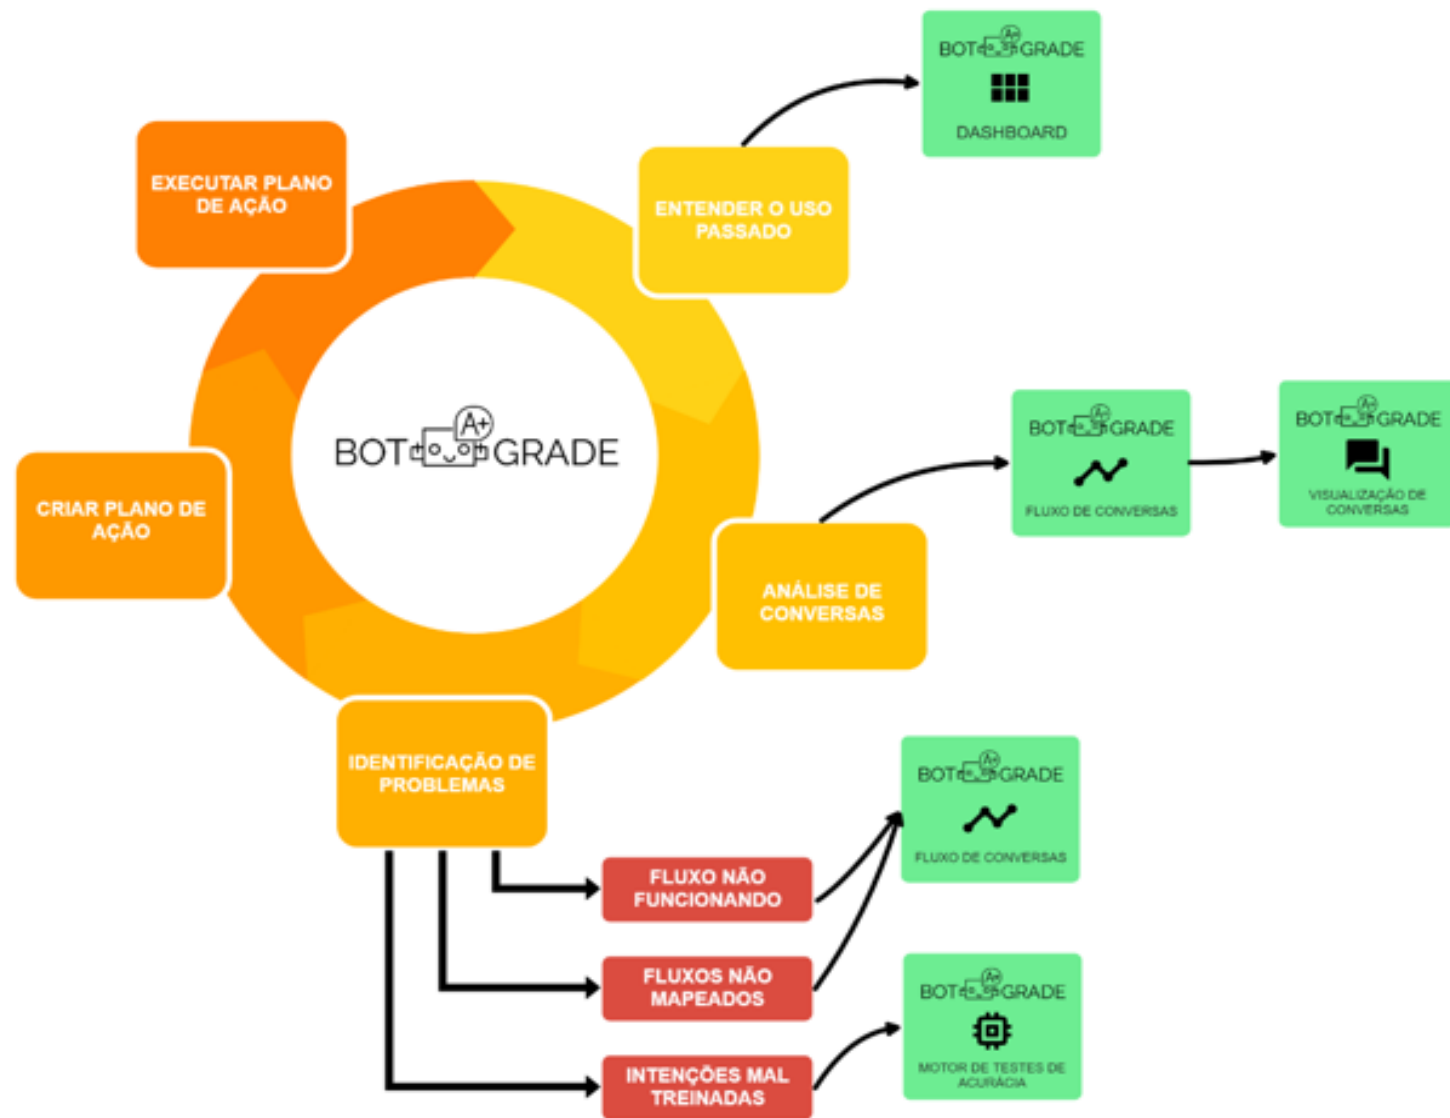 BOT A+ GRADE
DASHBOARD
EXECUTAR PLANO
DE AÇÃO
ENTENDER O USO
PASSADO
BOT A+ GRADE
CRIAR PLANO DE
AÇÃO
BOT A+ GRADE
FLUXO DE CONVERSAS
BOT A+ GRADE
VISUALIZAÇÃO DE
CONVERSAS
ANÁLISE DE
CONVERSAS
IDENTIFICAÇÃO DE
PROBLEMAS
BOT A+ GRADE
FLUXO DE CONVERSAS
FLUXO NÃO
FUNCIONANDO
FLUXOS NÃO
MAPEADOS
INTENÇÕES MAL
TREINADAS
BOT A+ GRADE
MOTOR DE TESTES DE
ACURÁCIA